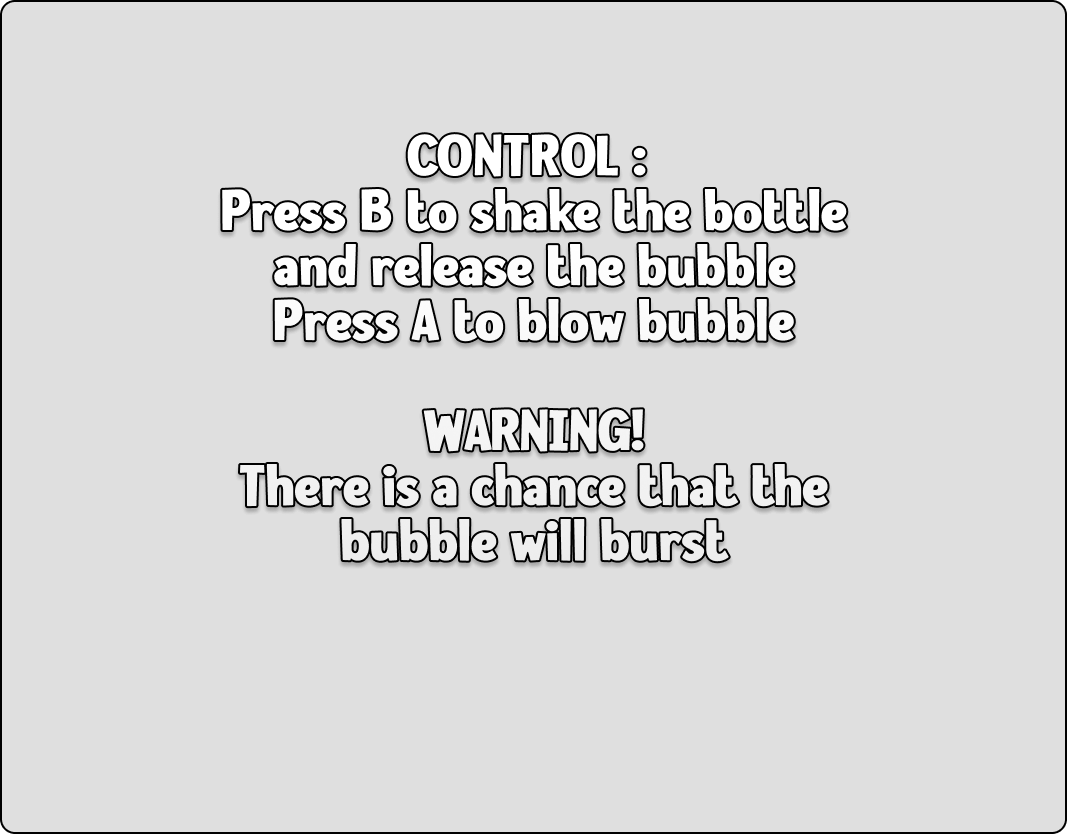 CONTROL :
Press B to shake the bottle
and release the bubble
Press A to blow bubble
WARNING!
There is a chance that the
bubble will burst